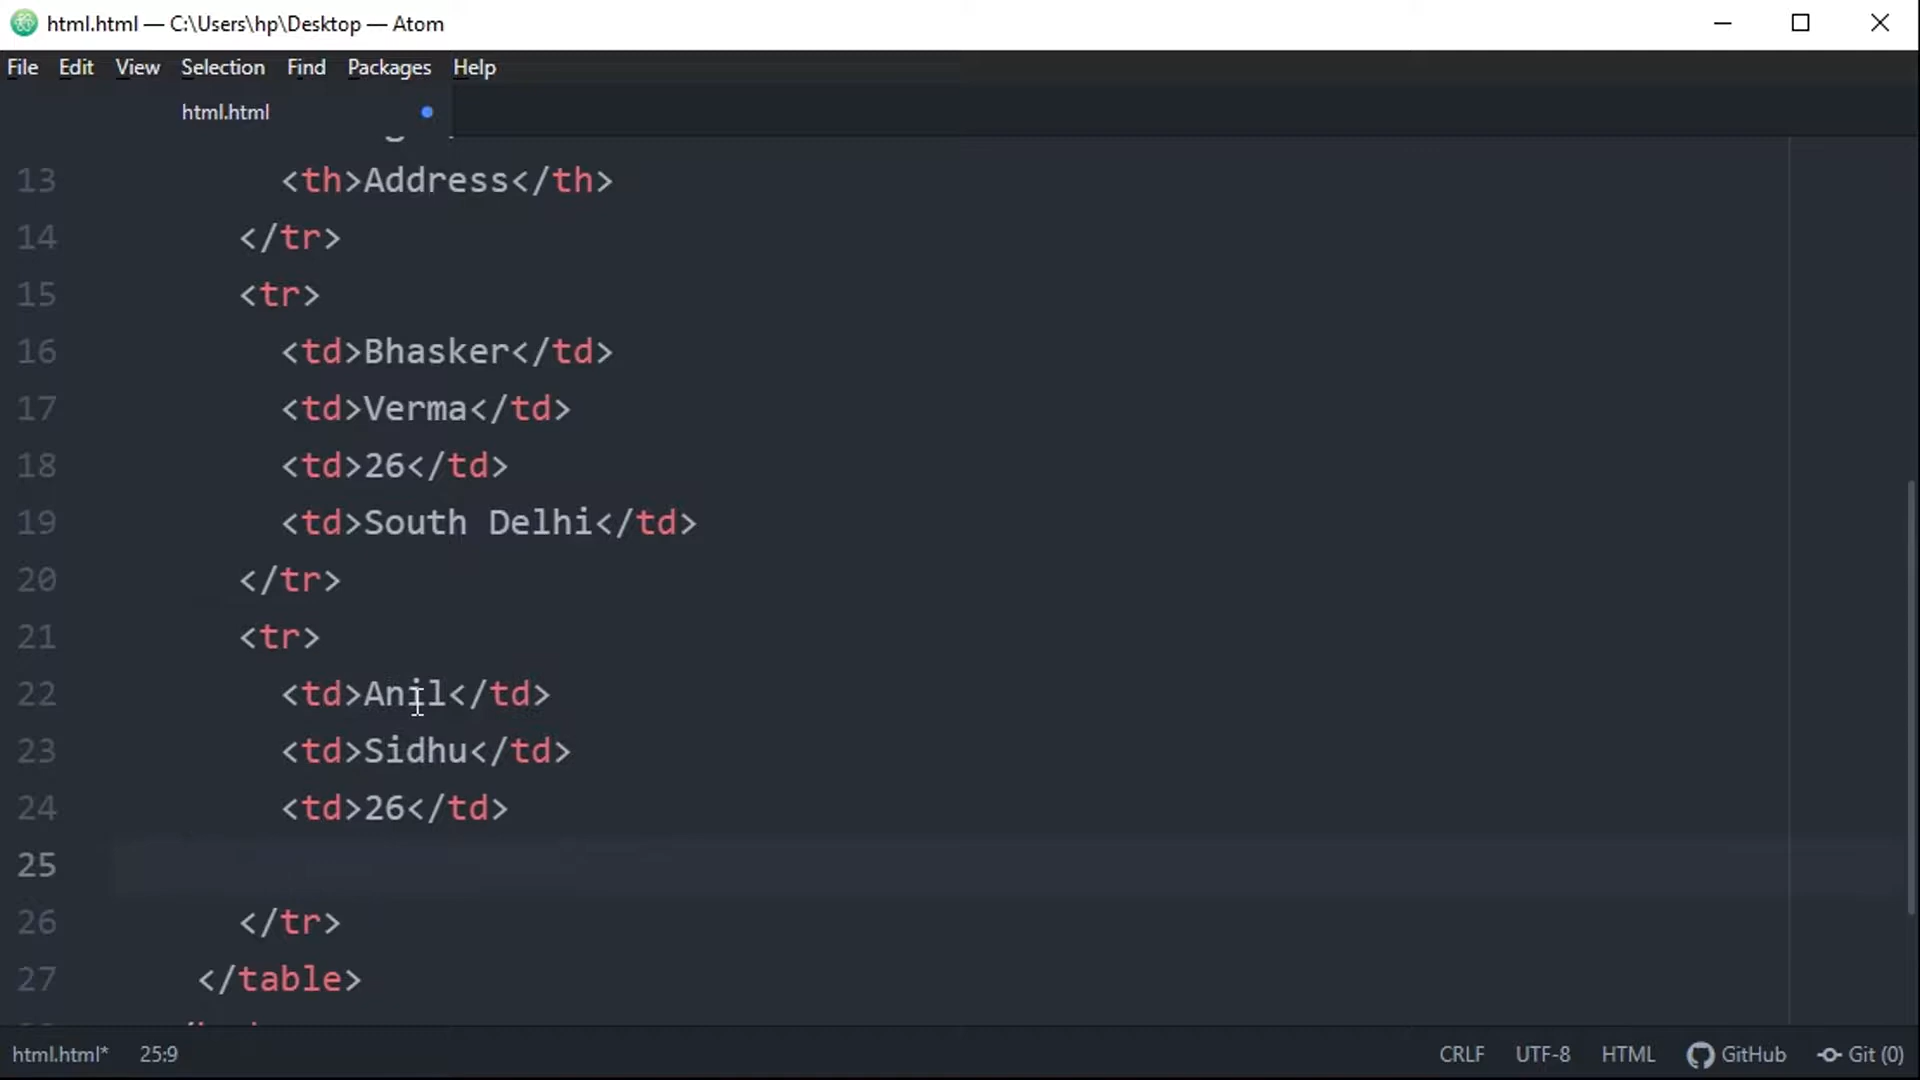 html.html — C:\Users\hp\Desktop — Atom
File Edit View Selection Find Packages Help
html.html
13 <th>Address</th>
14 </tr>
15 <tr>
16 <td>Bhasker</td>
17 <td>Verma</td>
18 <td>26</td>
19 <td>South Delhi</td>
20 </tr>
21 <tr>
22 <td>Anil</td>
23 <td>Sidhu</td>
24 <td>26</td>
25
26 </tr>
27 </table>
html.html* 25:9 CRLF UTF-8 HTML GitHub Git (0)